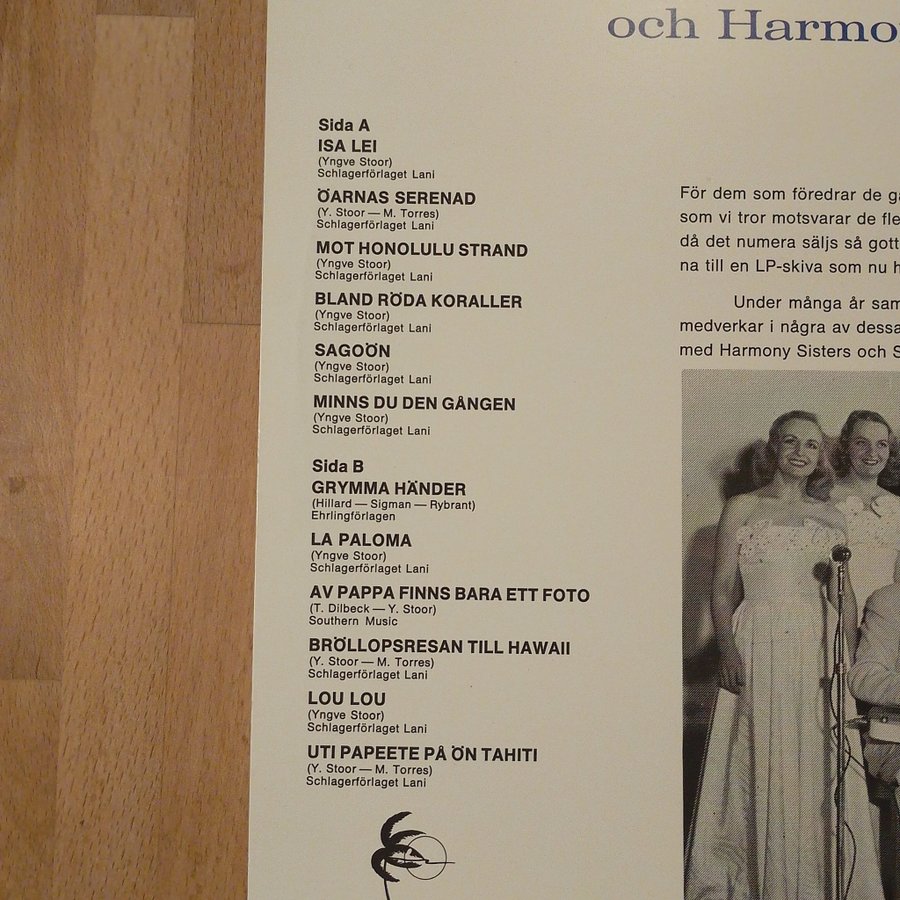 och Harmo
Sida A
ISA LEI
(Yngve Stoor)
Schlagerförlaget Lani
ÖARNAS SERENAD
(Y. Stoor — M. Torres)
Schlagerförlaget Lani
MOT HONOLULU STRAND
(Yngve Stoor)
Schlagerförlaget Lani
BLAND RÖDA KORALLER
(Yngve Stoor)
Schlagerförlaget Lani
SAGOÖN
(Yngve Stoor)
Schlagerförlaget Lani
MINNS DU DEN GÅNGEN
(Yngve Stoor)
Schlagerförlaget Lani
Sida B
GRYMMA HÄNDER
(Hillard — Sigman — Rybrant)
Ehrlingförlagen
LA PALOMA
(Yngve Stoor)
Schlagerförlaget Lani
AV PAPPA FINNS BARA ETT FOTO
(T. Dilbeck — Y. Stoor)
Southern Music
BRÖLLOPSRESAN TILL HAWAII
(Y. Stoor — M. Torres)
Schlagerförlaget Lani
LOU LOU
(Yngve Stoor)
Schlagerförlaget Lani
UTI PAPEETE PÅ ÖN TAHITI
(Y. Stoor — M. Torres)
Schlagerförlaget Lani
För dem som föredrar de ga
som vi tror motsvarar de fle
då det numera säljs så gott
na till en LP-skiva som nu h
Under många år sam
medverkar i några av dessa
med Harmony Sisters och S